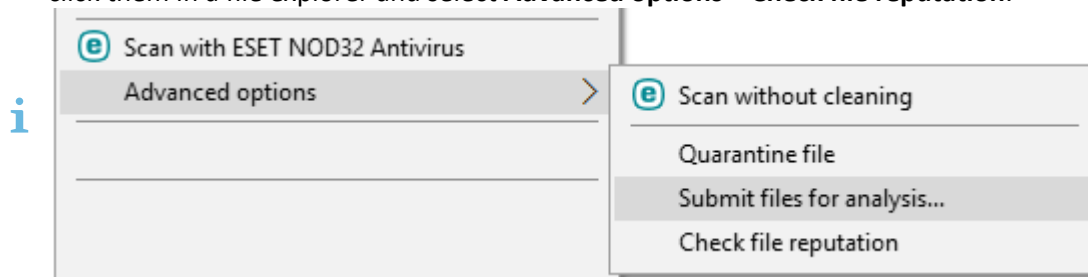 click them in a file explorer and select Advanced options Check file reputation.
Scan with ESET NOD32 Antivirus
Advanced options
Scan without cleaning
Quarantine file
Submit files for analysis...
Check file reputation